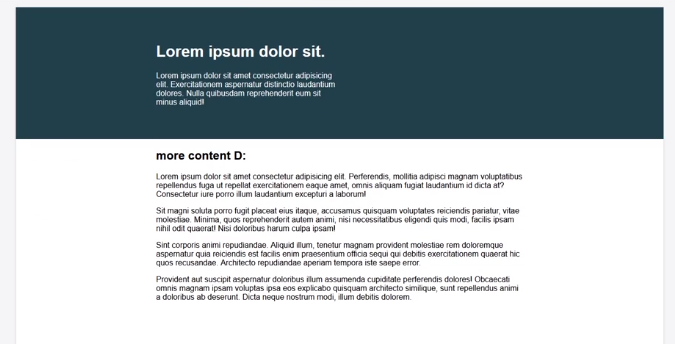 Lorem ipsum dolor sit.
Lorem ipsum dolor sit amet consectetur adipisicing
elit. Exercitationem aspernatur distinctio laudantium
dolores. Nulla quibusdam reprehenderit eum sit
minus aliquid!
more content D:
Lorem ipsum dolor sit amet consectetur adipisicing elit. Perferendis, mollitia adipisci magnam voluptatibus
repellendus fuga ut repellat exercitationem eaque amet, omnis aliquam fugiat laudantium id dicta at?
Consectetur iure porro illum laudantium excepturi a laborum!
Sit magni soluta porro fugit placeat eius itaque, accusamus quisquam voluptates reiciendis pariatur, vitae
molestiae. Minima, quos reprehenderit autem animi, nisi necessitatibus eligendi quis modi, facilis ipsam
nihil odit quaerat! Nisi doloribus harum culpa ipsam!
Sint corporis animi repudiandae. Aliquid illum, tenetur magnam provident molestiae rem doloremque
aspernatur quia reiciendis est facilis enim praesentium officia sequi qui debitis exercitationem quaerat hic
quos recusandae. Architecto repudiandae aperiam tempora iste saepe error.
Provident aut suscipit aspernatur doloribus illum assumenda cupiditate perferendis dolores! Obcaecati
omnis magnam ipsam voluptas ipsa eos explicabo quisquam architecto similique, sunt repellendus animi
a doloribus ab deserunt. Dicta neque nostrum modi, illum debitis dolorem.